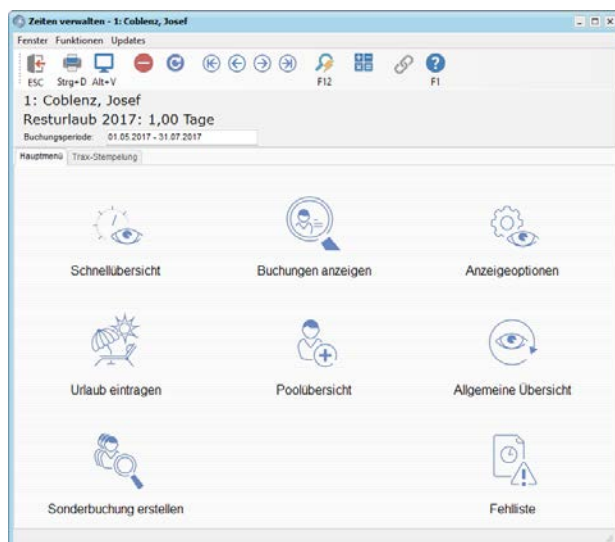 Zeiten verwalten - 1: Coblenz, Josef
Fenster Funktionen Updates
ESC Strg+D Alt+V F12 F1
1: Coblenz, Josef
Resturlaub 2017: 1,00 Tage
Buchungsperiode: 01.05.2017 - 31.07.2017
Hauptmenü Trax-Stempelung
Schnellübersicht Buchungen anzeigen Anzeigeoptionen
Urlaub eintragen Poolübersicht Allgemeine Übersicht
Sonderbuchung erstellen Fehlliste